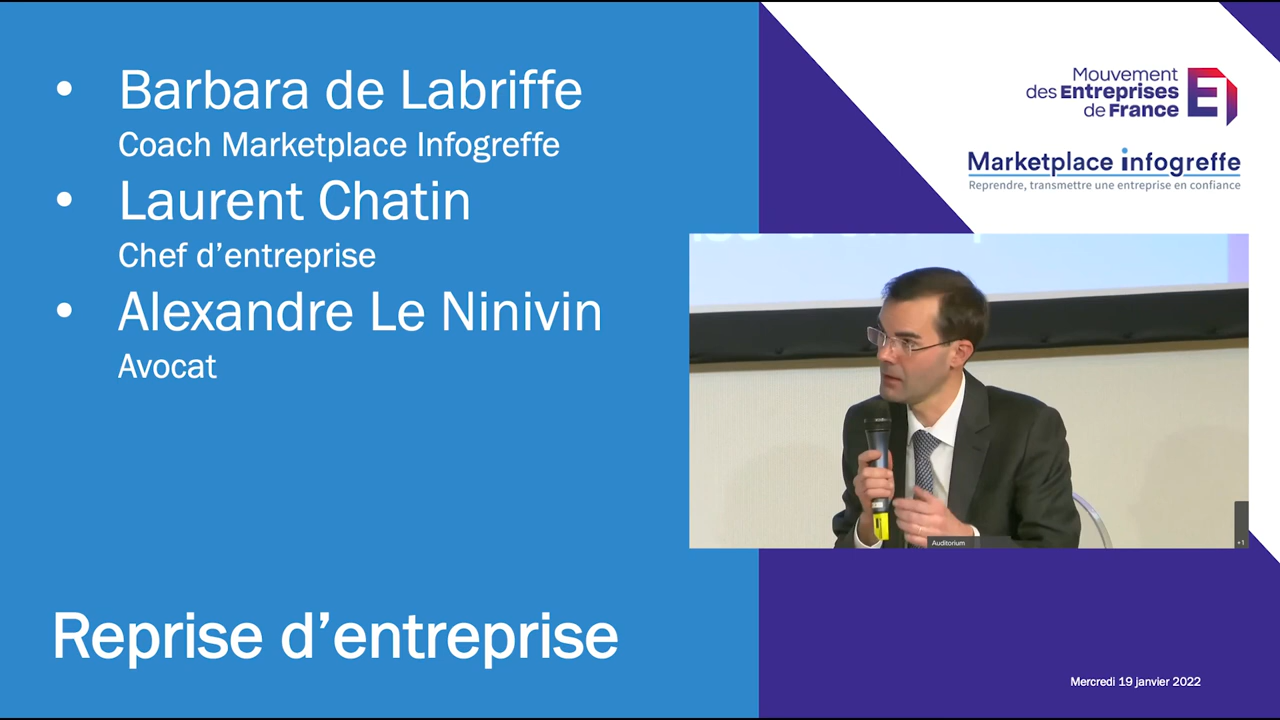 • Barbara de Labriffe
Coach Marketplace Infogreffe
• Laurent Chatin
Chef d’entreprise
• Alexandre Le Ninivin
Avocat
Reprise d’entreprise
Mouvement
des Entreprises
de France
Marketplace infogreffe
Reprendre, transmettre une entreprise en confiance
Auditorium
+1
Mercredi 19 janvier 2022